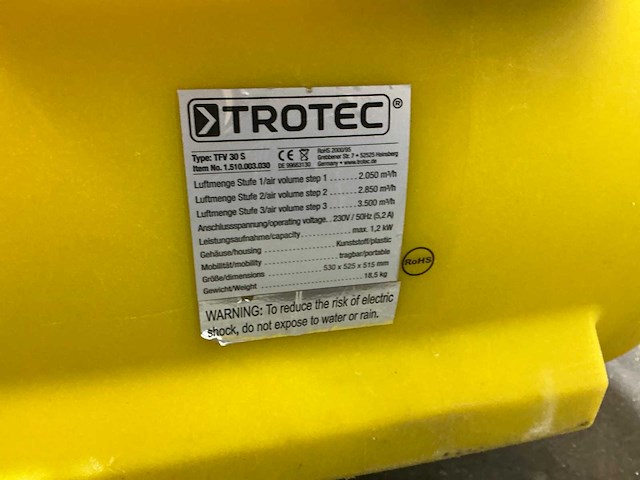 TROTEC®
Type: TFV 30 S
Item No. 1.510.003.030
CE
DE 99663130
RoHS 2000/95
Grebbener Str. 7 • 52525 Heinsberg
Germany • www.trotec.de
Luftmenge Stufe 1/air volume step 1 ........... 2.050 m³/h
Luftmenge Stufe 2/air volume step 2 ........... 2.850 m³/h
Luftmenge Stufe 3/air volume step 3 ........... 3.500 m³/h
Anschlussspannung/operating voltage .. 230V / 50Hz (5,2 A)
Leistungsaufnahme/capacity ............... max. 1,2 kW
Gehäuse/housing ............... Kunststoff/plastic
Mobilität/mobility ............... tragbar/portable
Größe/dimensions ............... 530 x 525 x 515 mm
Gewicht/Weight ............... 18,5 kg
RoHS
WARNING: To reduce the risk of electric
shock, do not expose to water or rain.